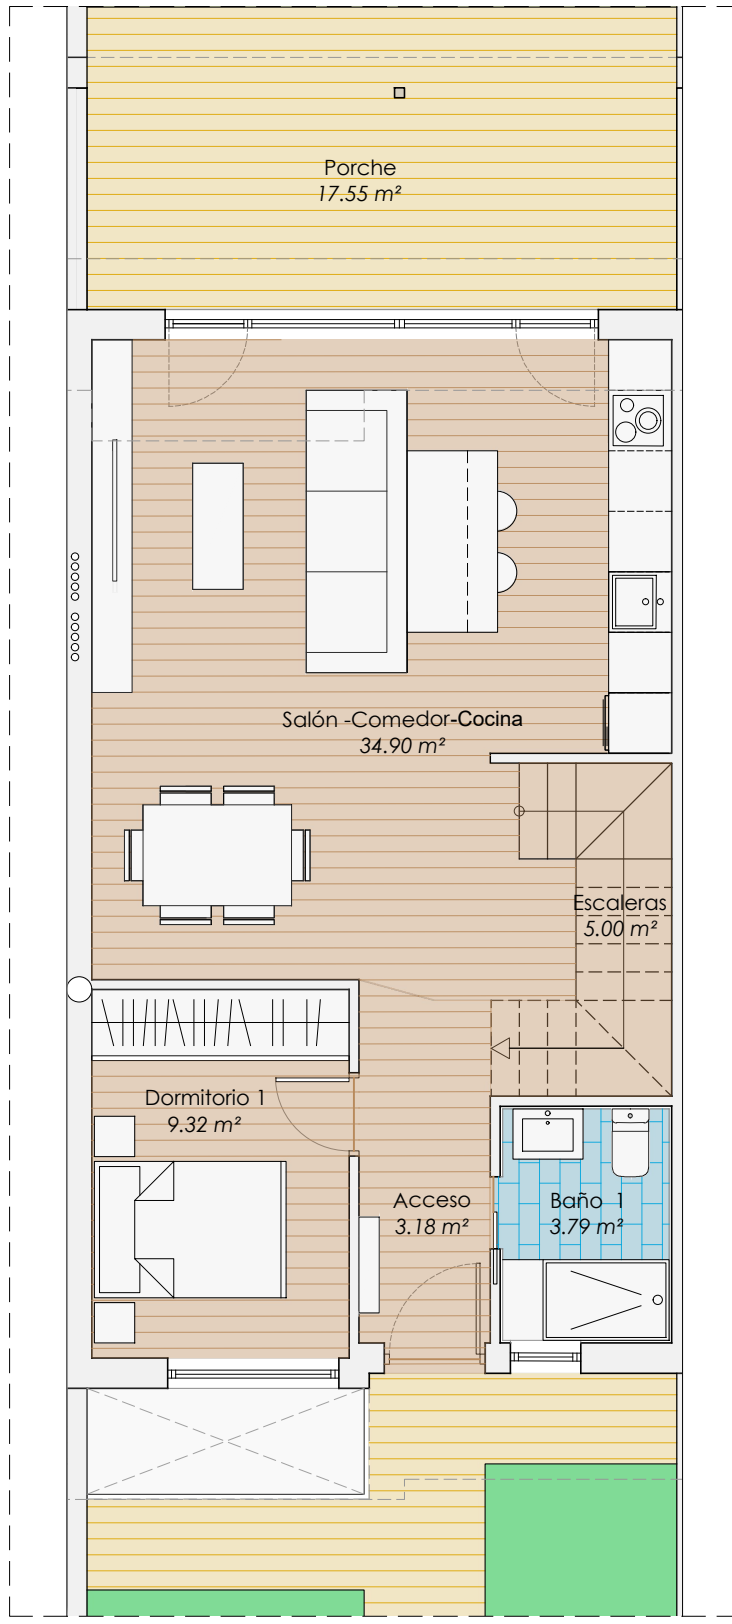 Porche
17.55 m²
Salón -Comedor-Cocina
34.90 m²
Escaleras
5.00 m²
Dormitorio 1
9.32 m²
Acceso
3.18 m²
Baño 1
3.79 m²